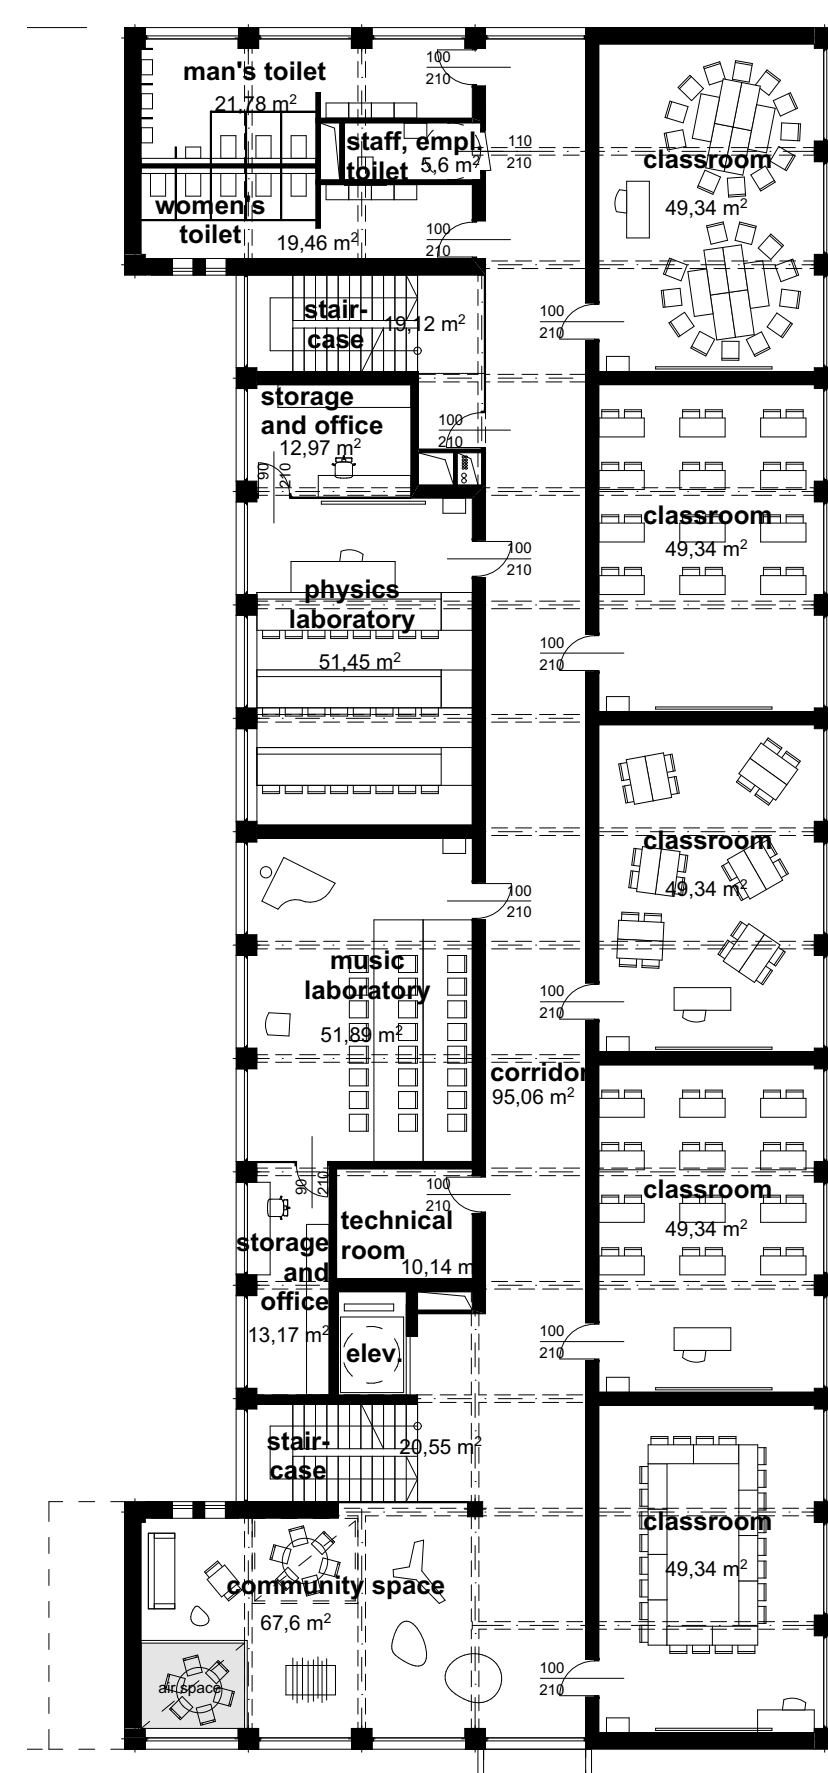 man's toilet
21,78 m²
100
210
staff, empl.
toilet
5,6 m²
110
210
women's
toilet
19,46 m²
100
210
classroom
49,34 m²
stair-
case
19,12 m²
100
210
storage
and office
12,97 m²
90
210
100
210
classroom
49,34 m²
100
210
physics
laboratory
51,45 m²
100
210
classroom
49,34 m²
100
210
music
laboratory
51,89 m²
100
210
corridor
95,06 m²
90
210
technical
room
10,14 m
100
210
classroom
49,34 m²
100
210
storage
and
office
13,17 m²
elev.
stair-
case
20,55 m²
classroom
49,34 m²
100
210
community space
67,6 m²
air space